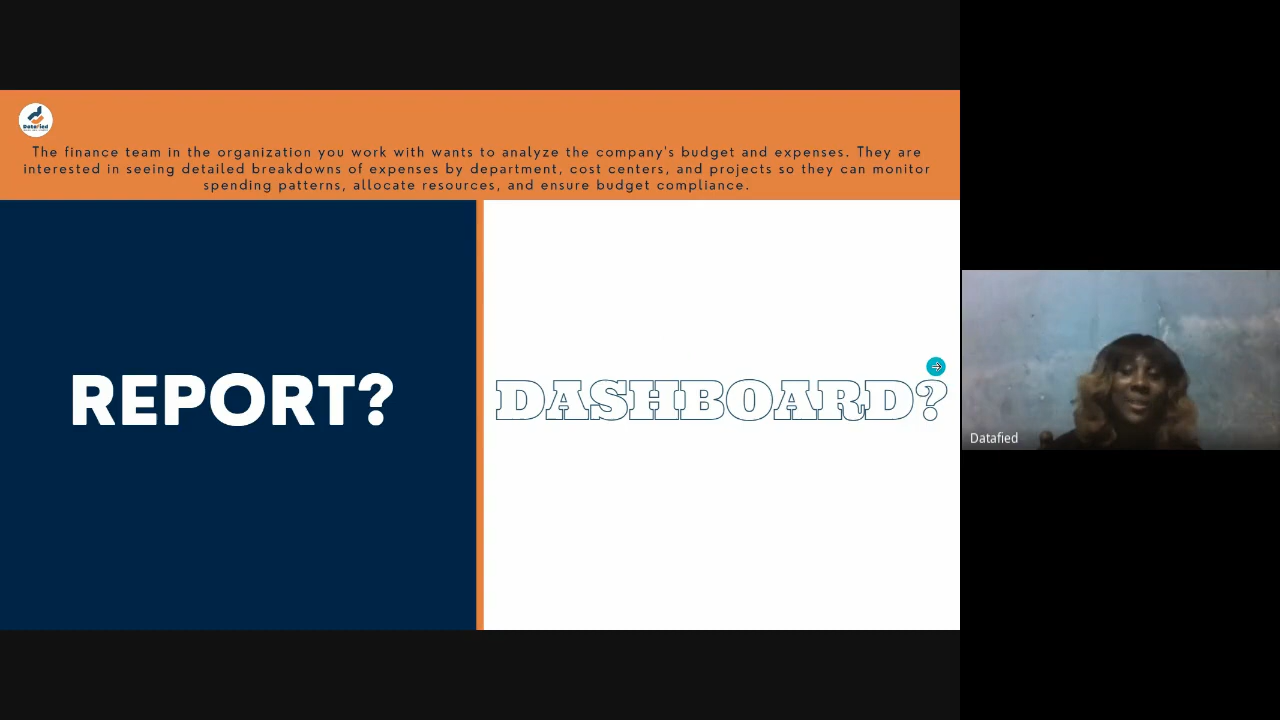 Datafied
The finance team in the organization you work with wants to analyze the company's budget and expenses. They are
interested in seeing detailed breakdowns of expenses by department, cost centers, and projects so they can monitor
spending patterns, allocate resources, and ensure budget compliance.
REPORT?
DASHBOARD?
Datafied